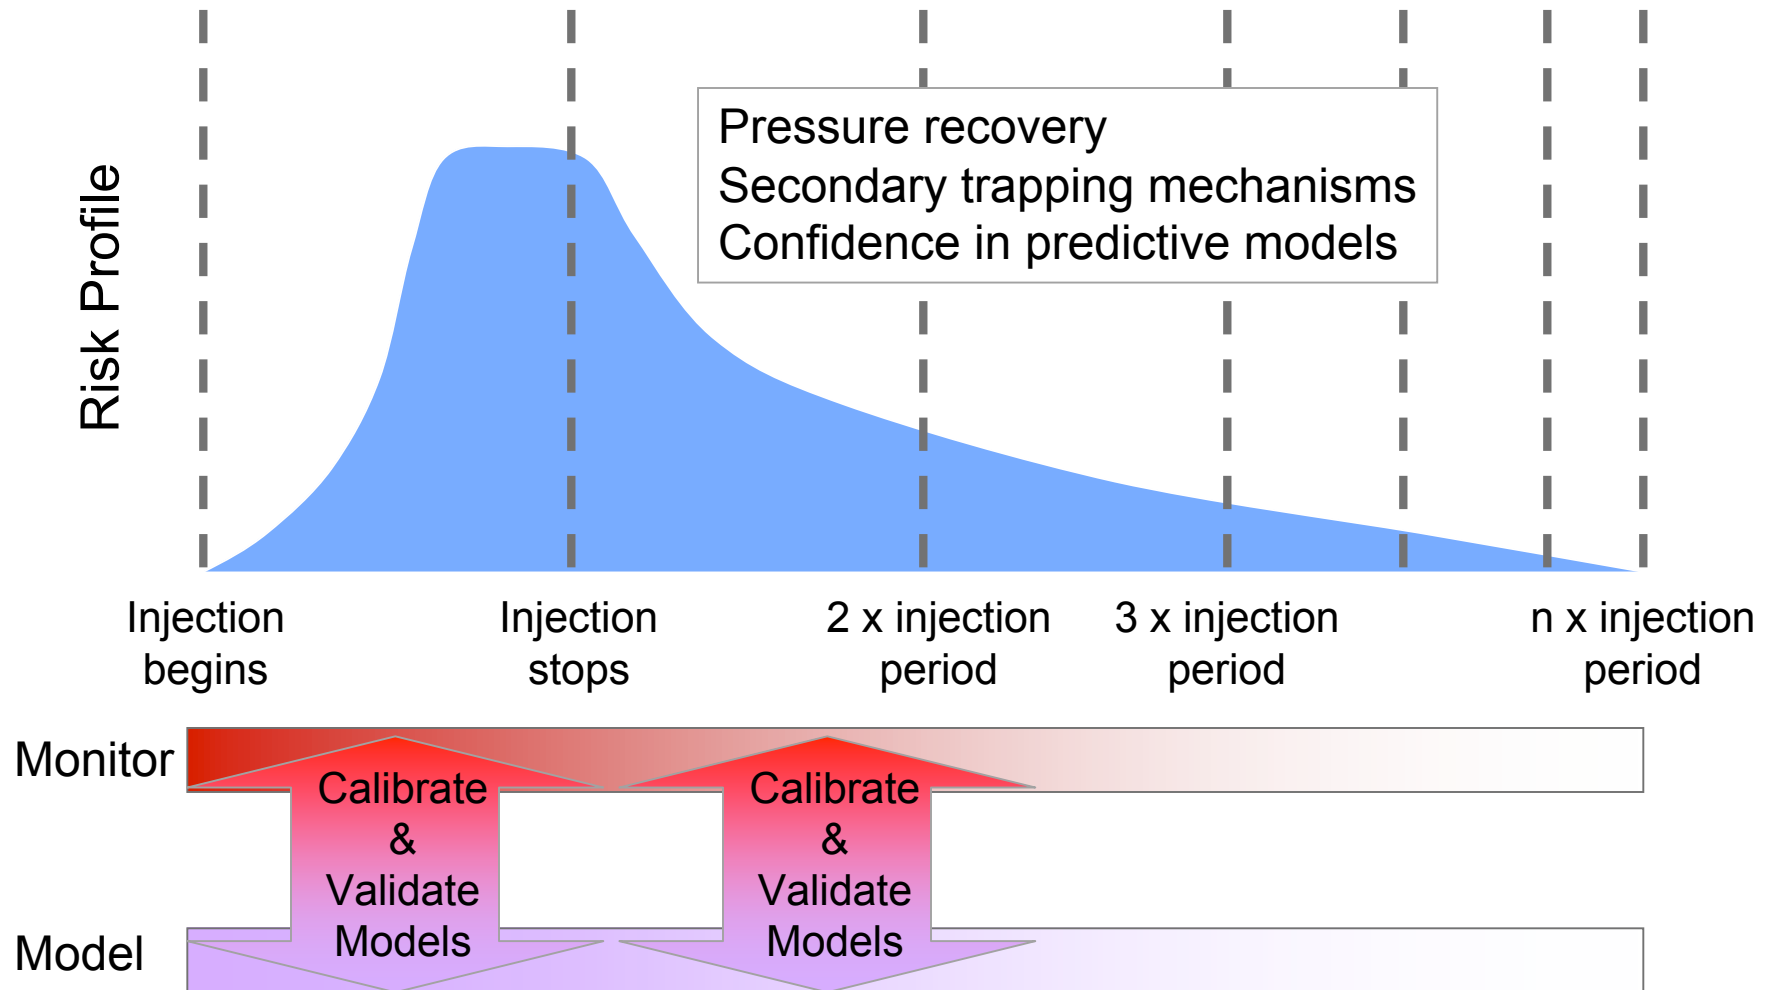 Risk Profile
Pressure recovery
Secondary trapping mechanisms
Confidence in predictive models
Injection
begins
Injection
stops
2 x injection
period
3 x injection
period
n x injection
period
Monitor
Calibrate
&
Validate
Models
Calibrate
&
Validate
Models
Model